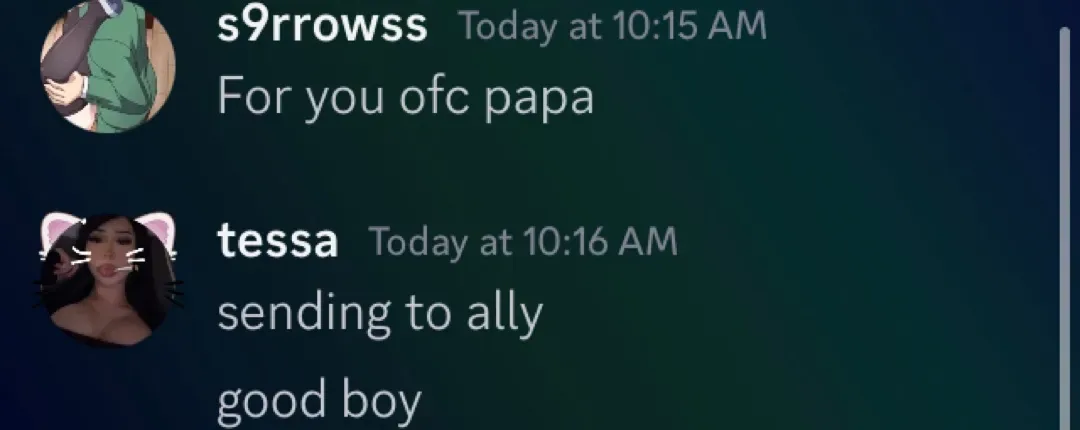 s9rrowss Today at 10:15 AM
For you ofc papa
tessa Today at 10:16 AM
sending to ally
good boy